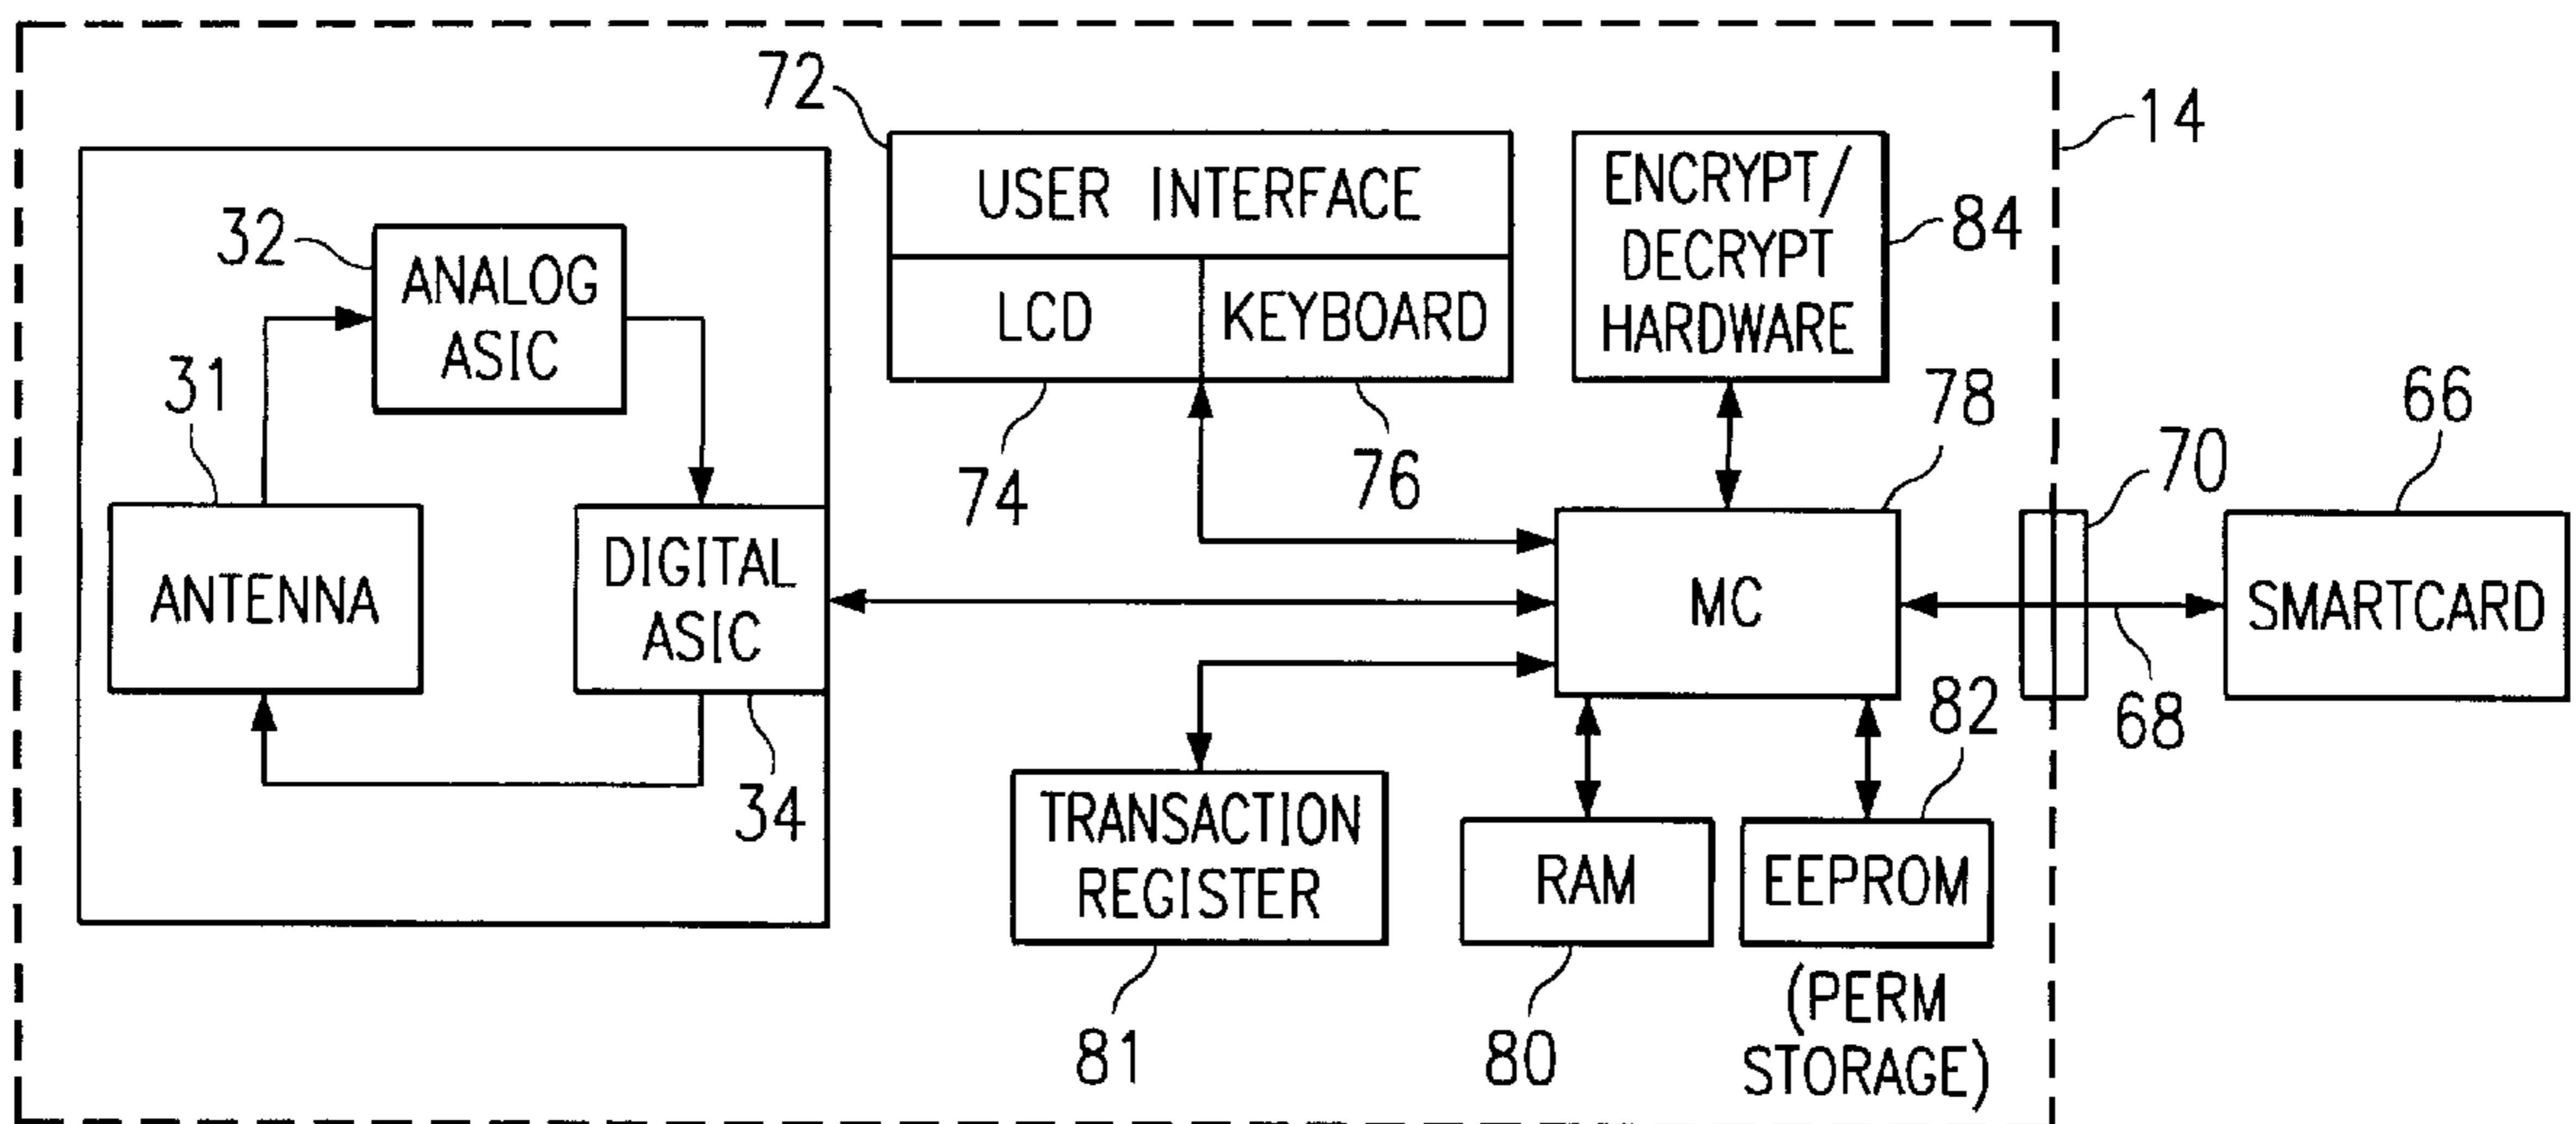 72
14
USER INTERFACE
ENCRYPT/
DECRYPT
HARDWARE
84
32
ANALOG
ASIC
LCD
KEYBOARD
31
74
76
78
70
66
ANTENNA
DIGITAL
ASIC
MC
SMARTCARD
68
34
82
TRANSACTION
REGISTER
RAM
EEPROM
81
80
(PERM
STORAGE)